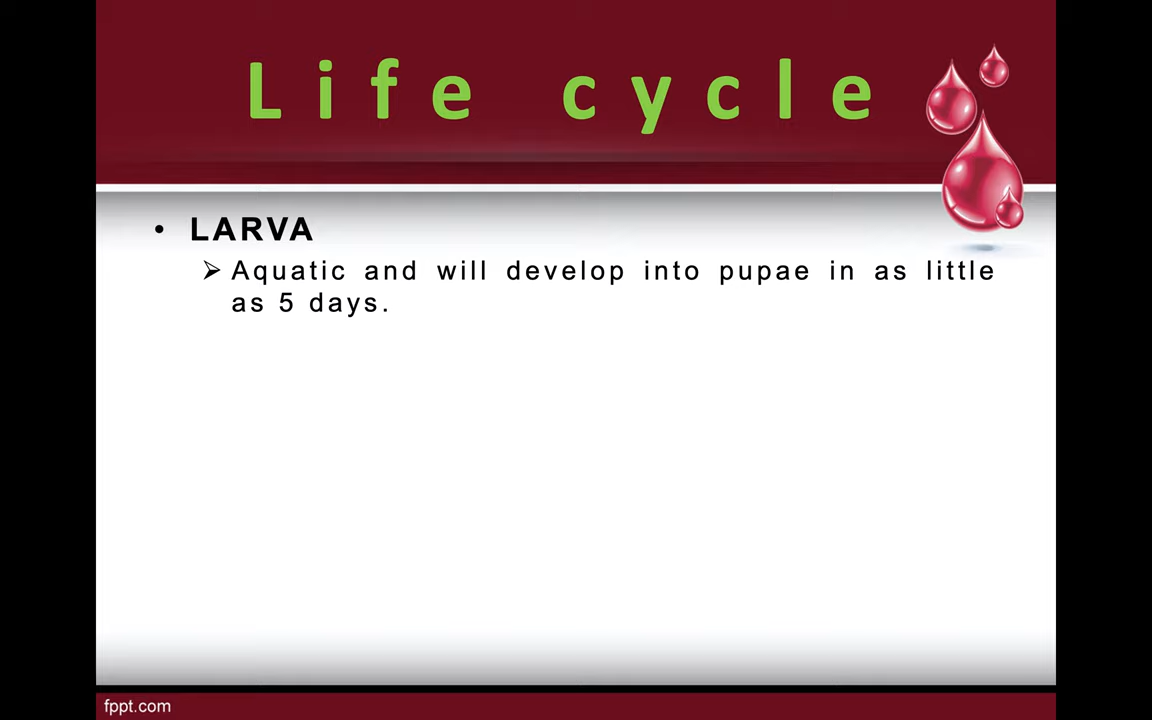 Life cycle
• LARVA
➢ Aquatic and will develop into pupae in as little
as 5 days.
fppt.com